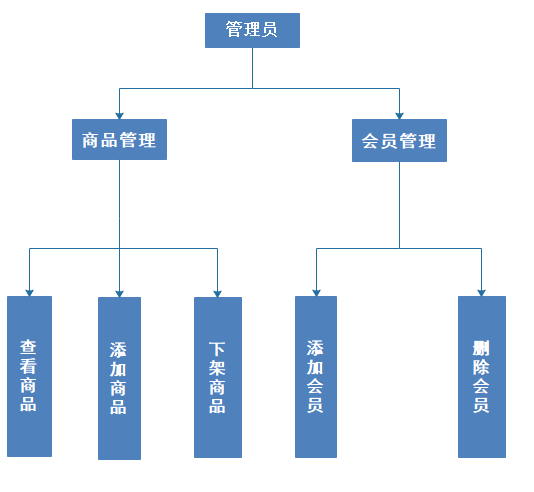 管理员
商品管理
会员管理
查看商品
添加商品
下架商品
添加会员
删除会员